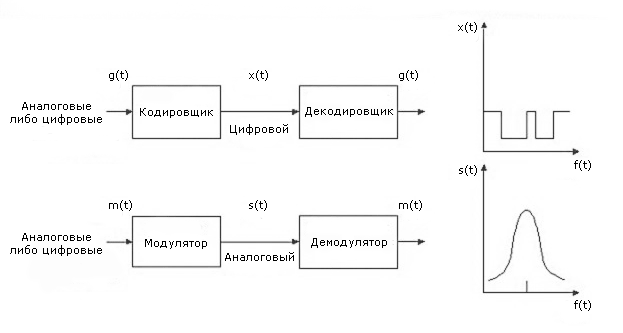 g(t)
x(t)
g(t)
Аналоговые
либо цифровые
Кодировщик
Цифровой
Декодировщик
x(t)
f(t)
m(t)
s(t)
m(t)
Аналоговые
либо цифровые
Модулятор
Аналоговый
Демодулятор
s(t)
f(t)